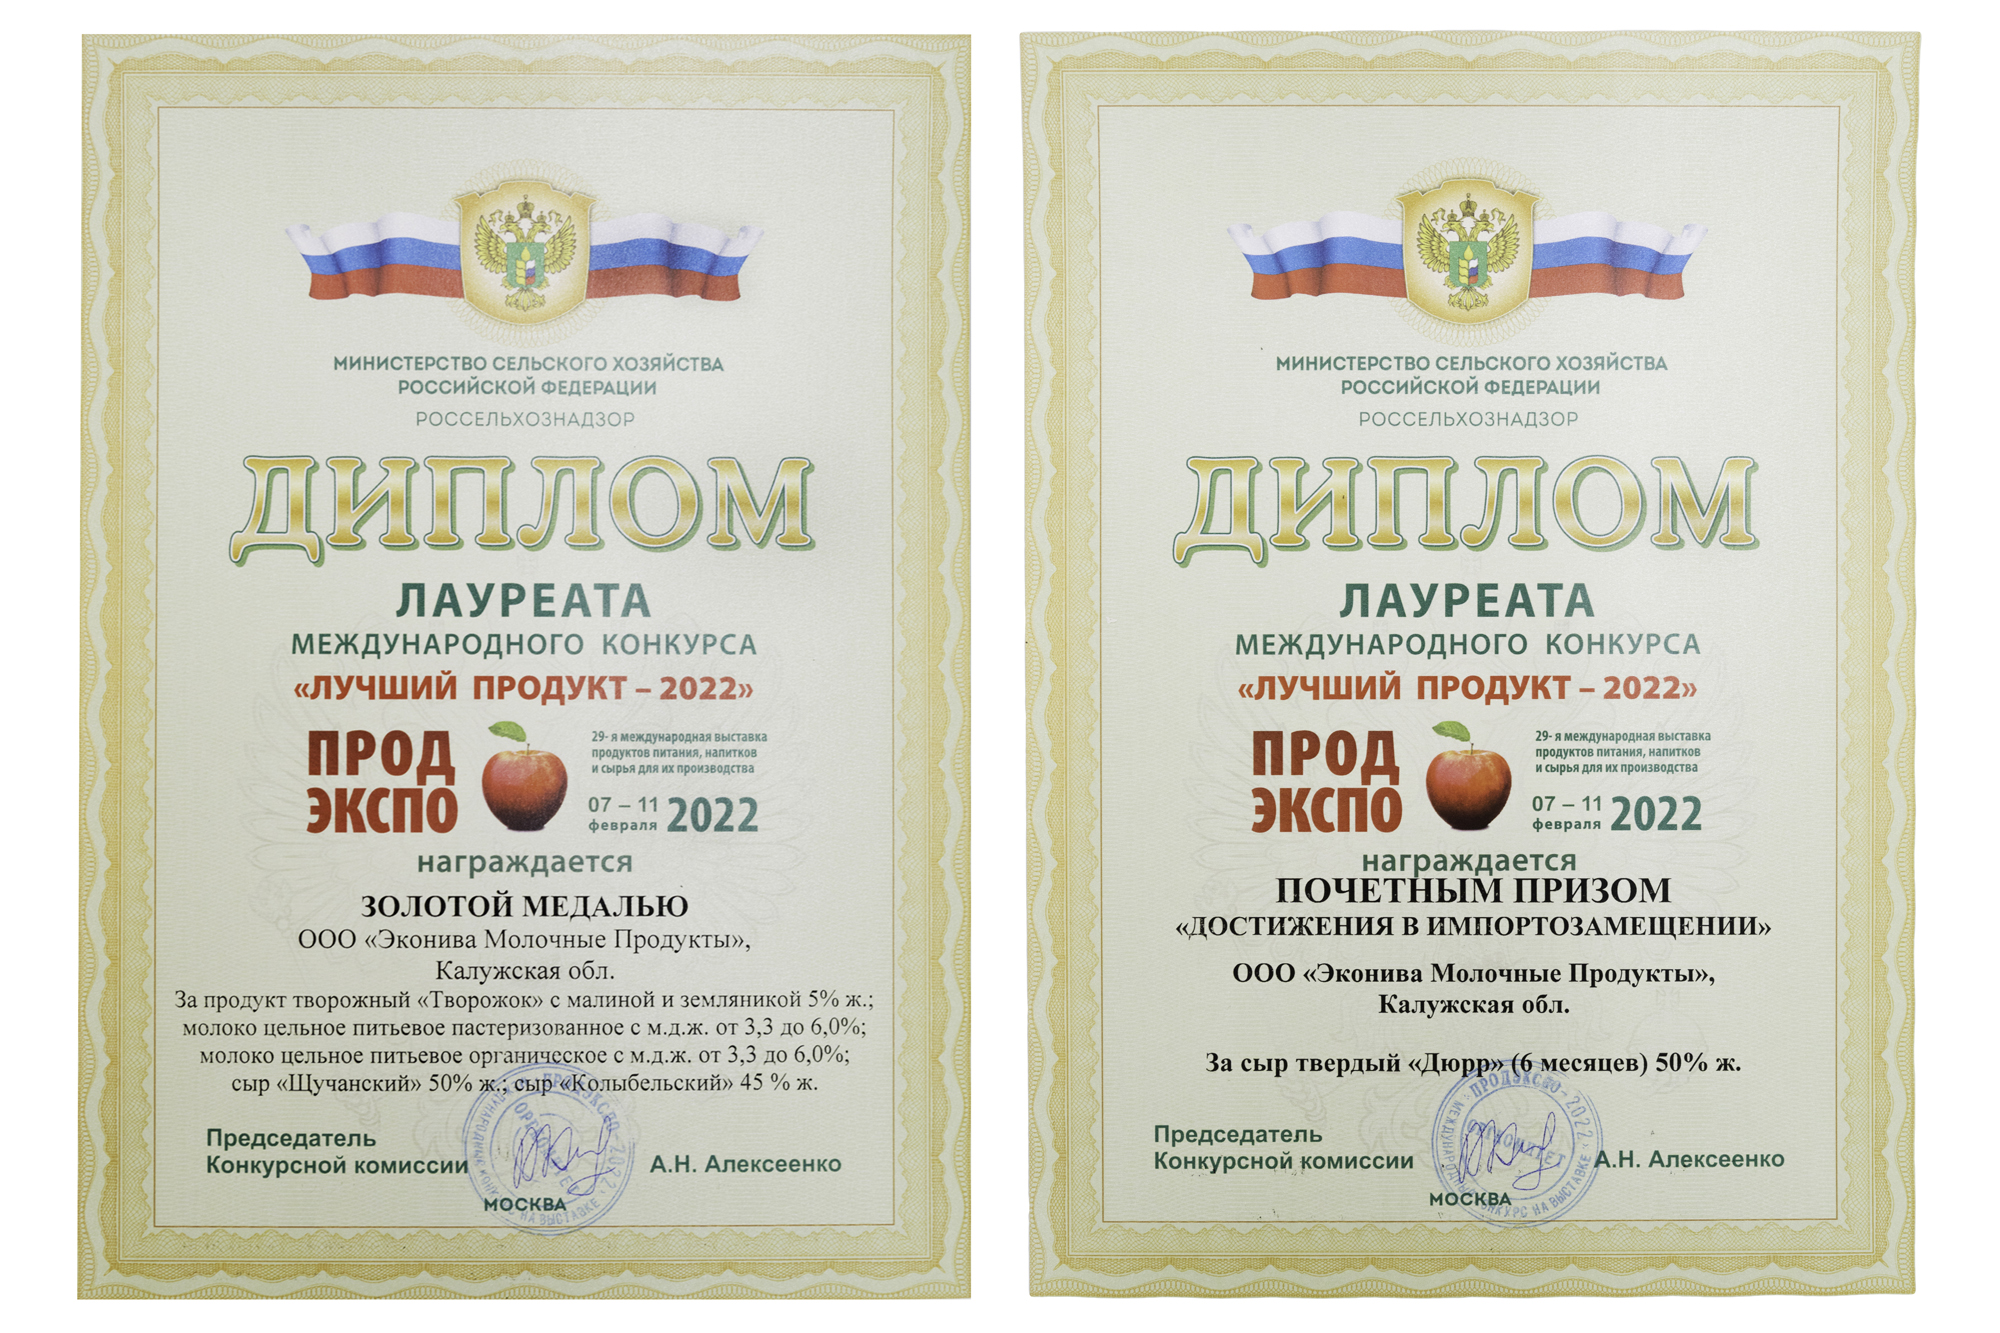 МИНИСТЕРСТВО СЕЛЬСКОГО ХОЗЯЙСТВА
РОССИЙСКОЙ ФЕДЕРАЦИИ
РОССЕЛЬХОЗНАДЗОР
ДИПЛОМ
ЛАУРЕАТА
МЕЖДУНАРОДНОГО КОНКУРСА
«ЛУЧШИЙ ПРОДУКТ – 2022»
ПРОД
ЭКСПО
29- я международная выставка
продуктов питания, напитков
и сырья для их производства
07 – 11
февраля 2022
награждается
ЗОЛОТОЙ МЕДАЛЬЮ
ООО «Эконива Молочные Продукты»,
Калужская обл.
За продукт творожный «Творожок» с малиной и земляникой 5% ж.;
молоко цельное питьевое пастеризованное с м.д.ж. от 3,3 до 6,0%;
молоко цельное питьевое органическое с м.д.ж. от 3,3 до 6,0%;
сыр «Щучанский» 50% ж.; сыр «Колыбельский» 45 % ж.
Председатель
Конкурсной комиссии
А.Н. Алексеенко
МОСКВА
МИНИСТЕРСТВО СЕЛЬСКОГО ХОЗЯЙСТВА
РОССИЙСКОЙ ФЕДЕРАЦИИ
РОССЕЛЬХОЗНАДЗОР
ДИПЛОМ
ЛАУРЕАТА
МЕЖДУНАРОДНОГО КОНКУРСА
«ЛУЧШИЙ ПРОДУКТ – 2022»
ПРОД
ЭКСПО
29- я международная выставка
продуктов питания, напитков
и сырья для их производства
07 – 11
февраля 2022
награждается
ПОЧЕТНЫМ ПРИЗОМ
«ДОСТИЖЕНИЯ В ИМПОРТОЗАМЕЩЕНИИ»
ООО «Эконива Молочные Продукты»,
Калужская обл.
За сыр твердый «Дюрр» (6 месяцев) 50% ж.
Председатель
Конкурсной комиссии
А.Н. Алексеенко
МОСКВА